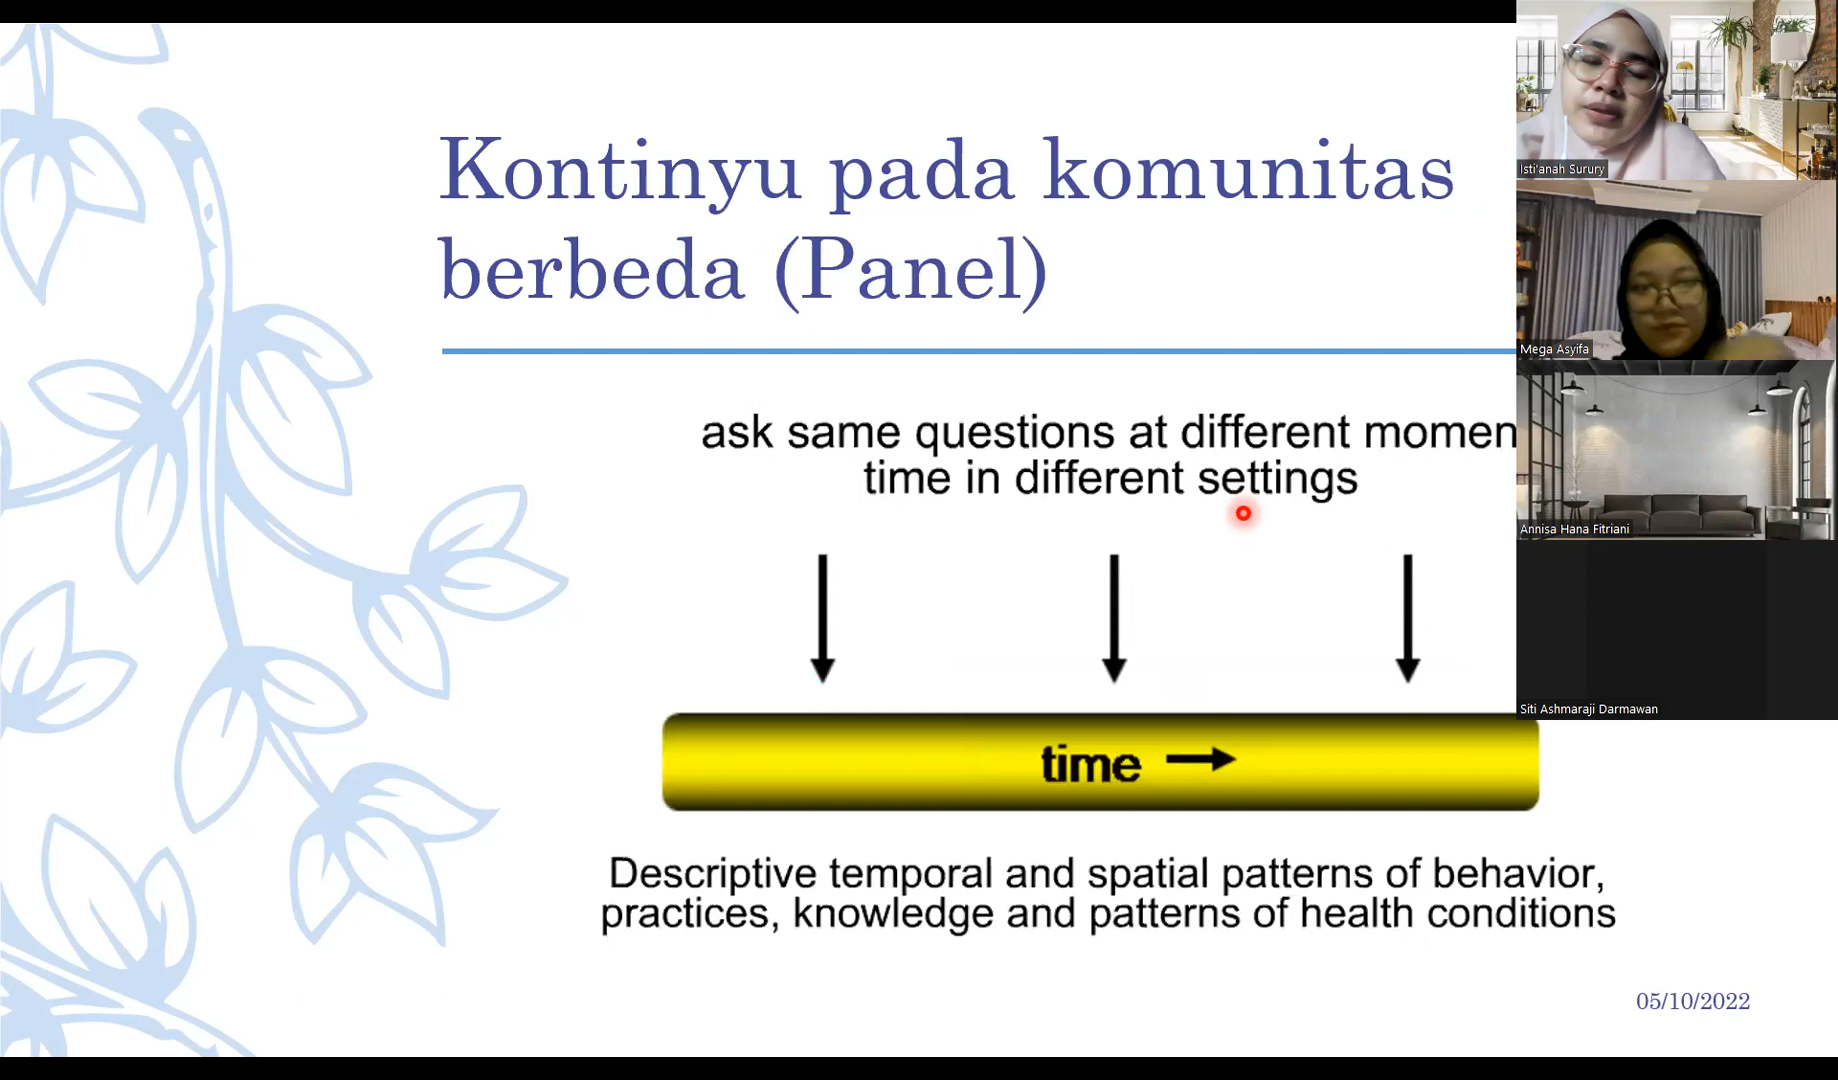 Kontinyu pada komunitas
berbeda (Panel)
ask same questions at different momen
time in different settings
time
Descriptive temporal and spatial patterns of behavior,
practices, knowledge and patterns of health conditions
05/10/2022
Isti'anah Surury
Mega Asyifa
Annisa Hana Fitriani
Siti Ashmaraji Darmawan